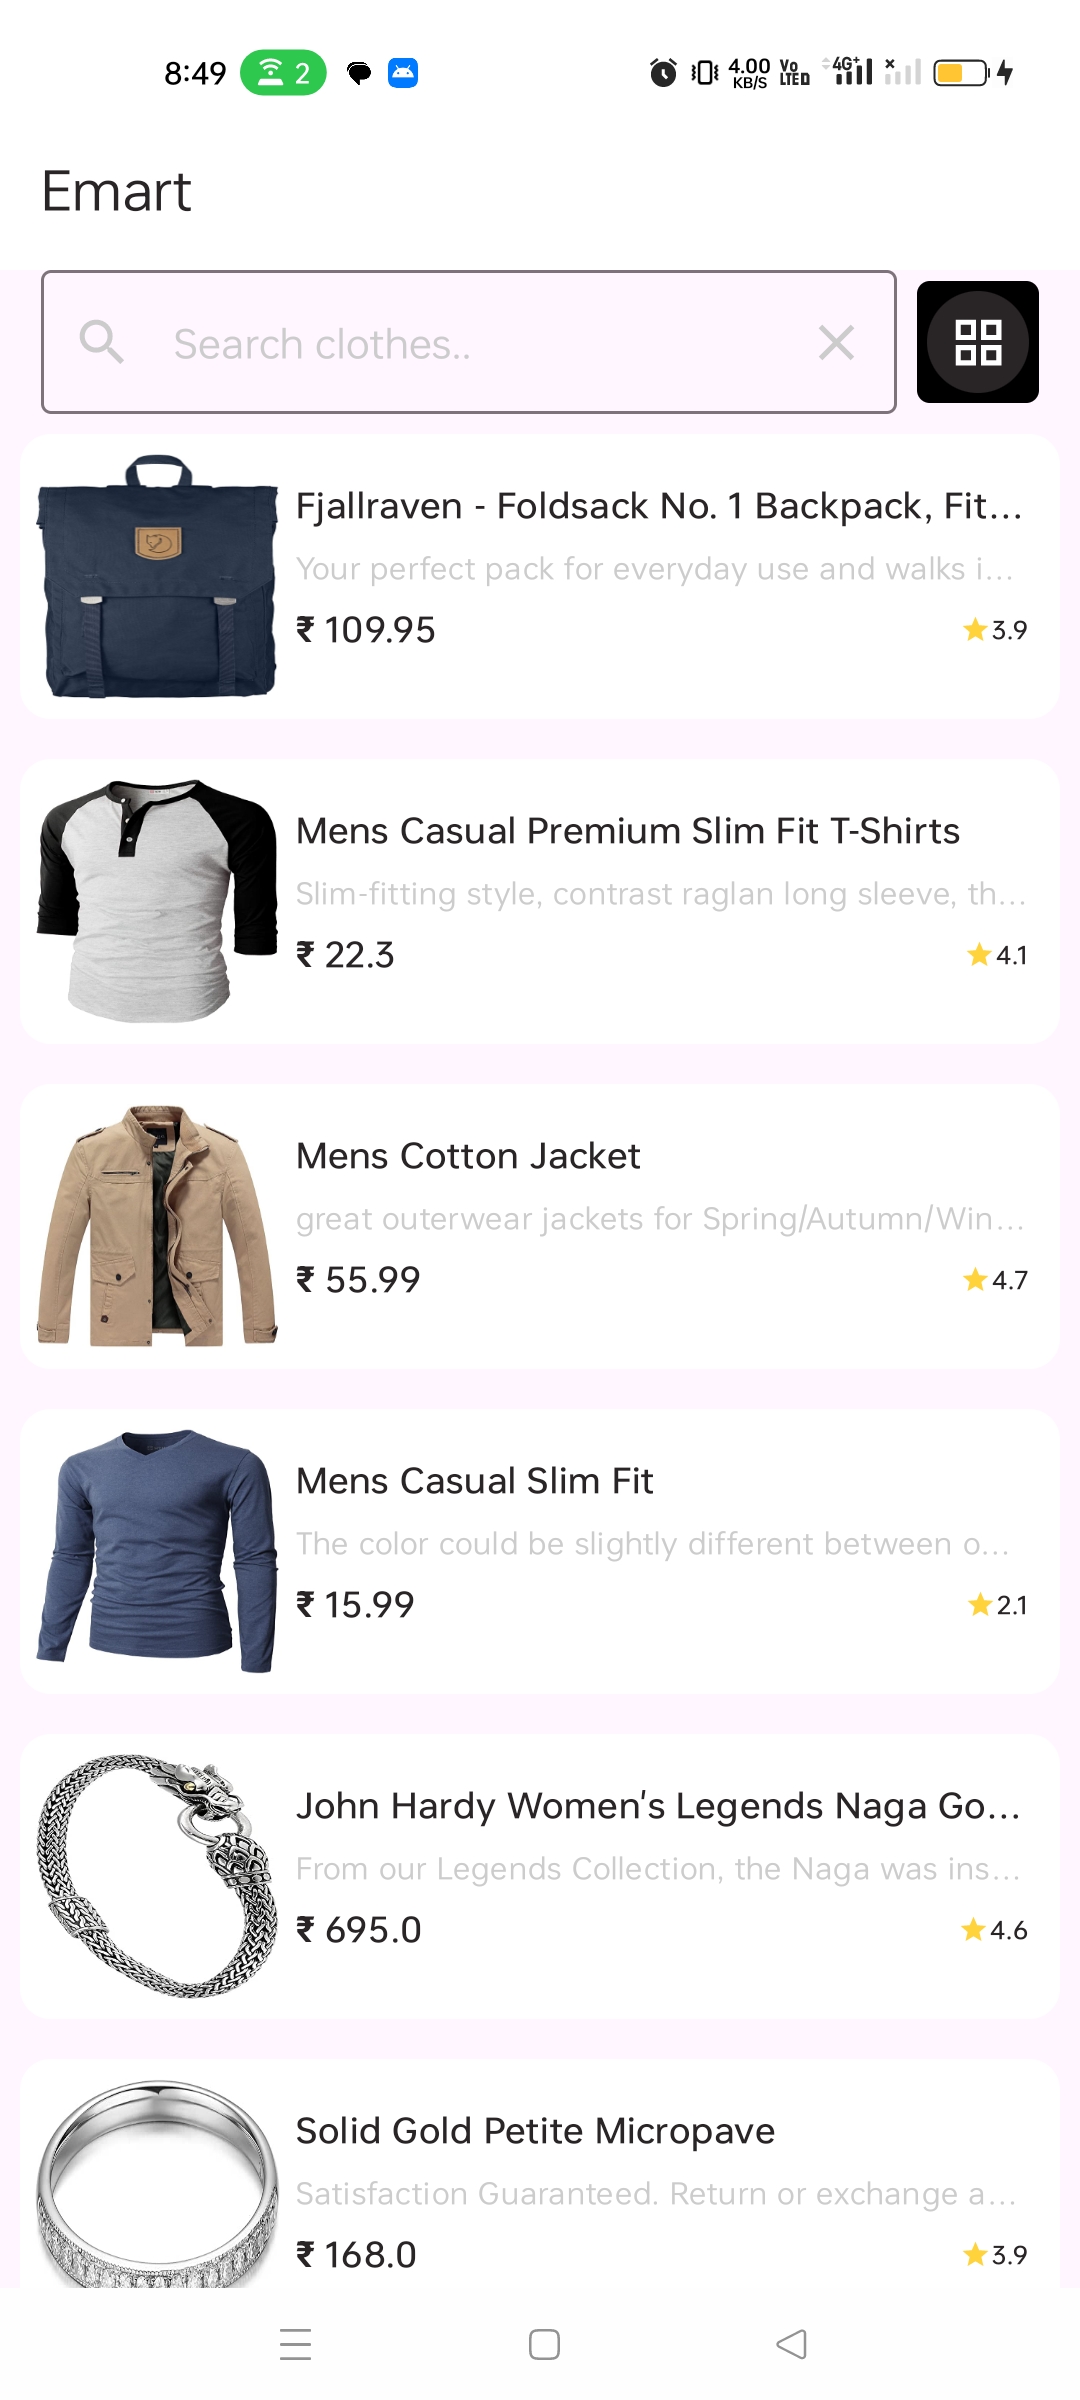 8:49 2 4.00 KB/S Vo LTED 4G+
Emart
Search clothes..
Fjallraven - Foldsack No. 1 Backpack, Fit...
Your perfect pack for everyday use and walks i...
₹ 109.95 3.9
Mens Casual Premium Slim Fit T-Shirts
Slim-fitting style, contrast raglan long sleeve, th...
₹ 22.3 4.1
Mens Cotton Jacket
great outerwear jackets for Spring/Autumn/Win...
₹ 55.99 4.7
Mens Casual Slim Fit
The color could be slightly different between o...
₹ 15.99 2.1
John Hardy Women's Legends Naga Go...
From our Legends Collection, the Naga was ins...
₹ 695.0 4.6
Solid Gold Petite Micropave
Satisfaction Guaranteed. Return or exchange a...
₹ 168.0 3.9